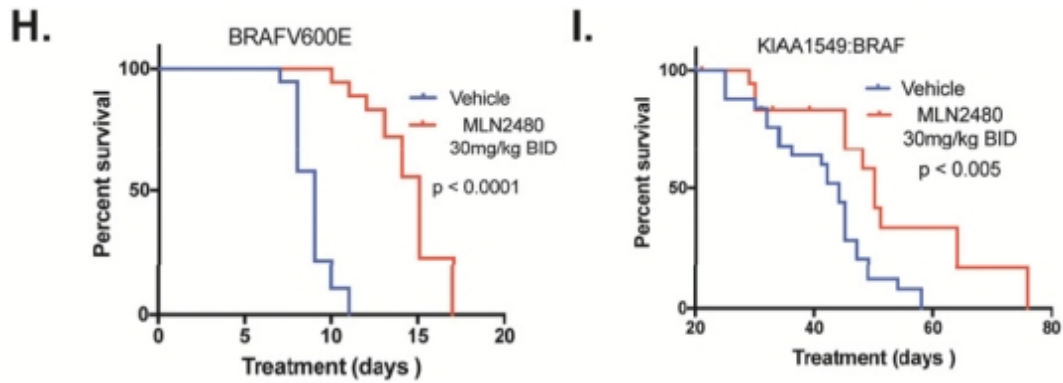 H.
BRAFV600E
100
50
0
Percent survival
Vehicle
MLN2480
30mg/kg BID
p < 0.0001
0
5
10
15
20
Treatment (days )
I.
KIAA1549:BRAF
100
50
0
Percent survival
Vehicle
MLN2480
30mg/kg BID
p < 0.005
20
40
60
80
Treatment (days )